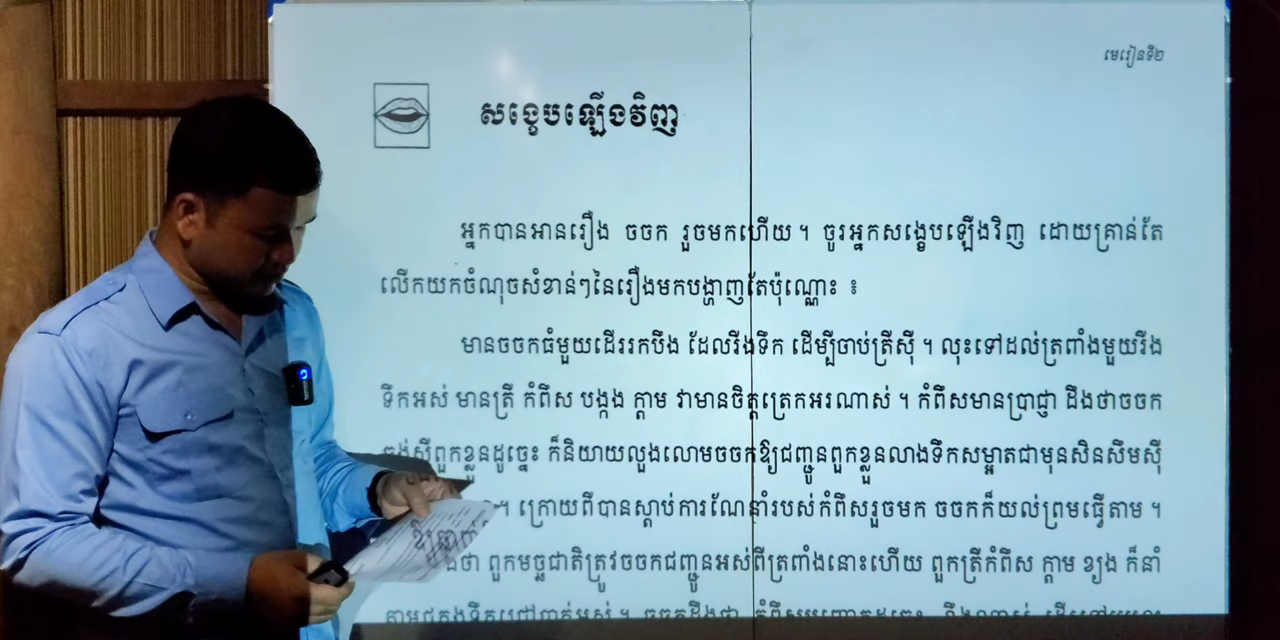 មេរៀនទី២
សង្ខេបឡើងវិញ
អ្នកបានអានរឿង ចចក រួចមកហើយ ។ ចូរអ្នកសង្ខេបឡើងវិញ ដោយគ្រាន់តែ
លើកយកចំណុចសំខាន់ៗនៃរឿងមកបង្ហាញតែប៉ុណ្ណោះ ៖
មានចចកធំមួយដើររកបឹង ដែលរីងទឹក ដើម្បីចាប់ត្រីស៊ី ។ លុះទៅដល់ត្រពាំងមួយរីង
ទឹកអស់ មានត្រី កំពឹស បង្កង ក្ដាម វាមានចិត្តត្រេកអរណាស់ ។ កំពឹសមានប្រាជ្ញា ដឹងថាចចក
ចង់ស៊ីពួកខ្លួនដូច្នេះ ក៏និយាយលួងលោមចចកឱ្យជញ្ជូនពួកខ្លួនលាងទឹកសម្អាតជាមុនសិនសឹមស៊ី
។ ក្រោយពីបានស្ដាប់ការណែនាំរបស់កំពឹសរួចមក ចចកក៏យល់ព្រមធ្វើតាម ។
ថា ពួកមច្ឆជាតិត្រូវចចកជញ្ជូនអស់ពីត្រពាំងនោះហើយ ពួកត្រីកំពឹស ក្ដាម ខ្យង ក៏នាំ